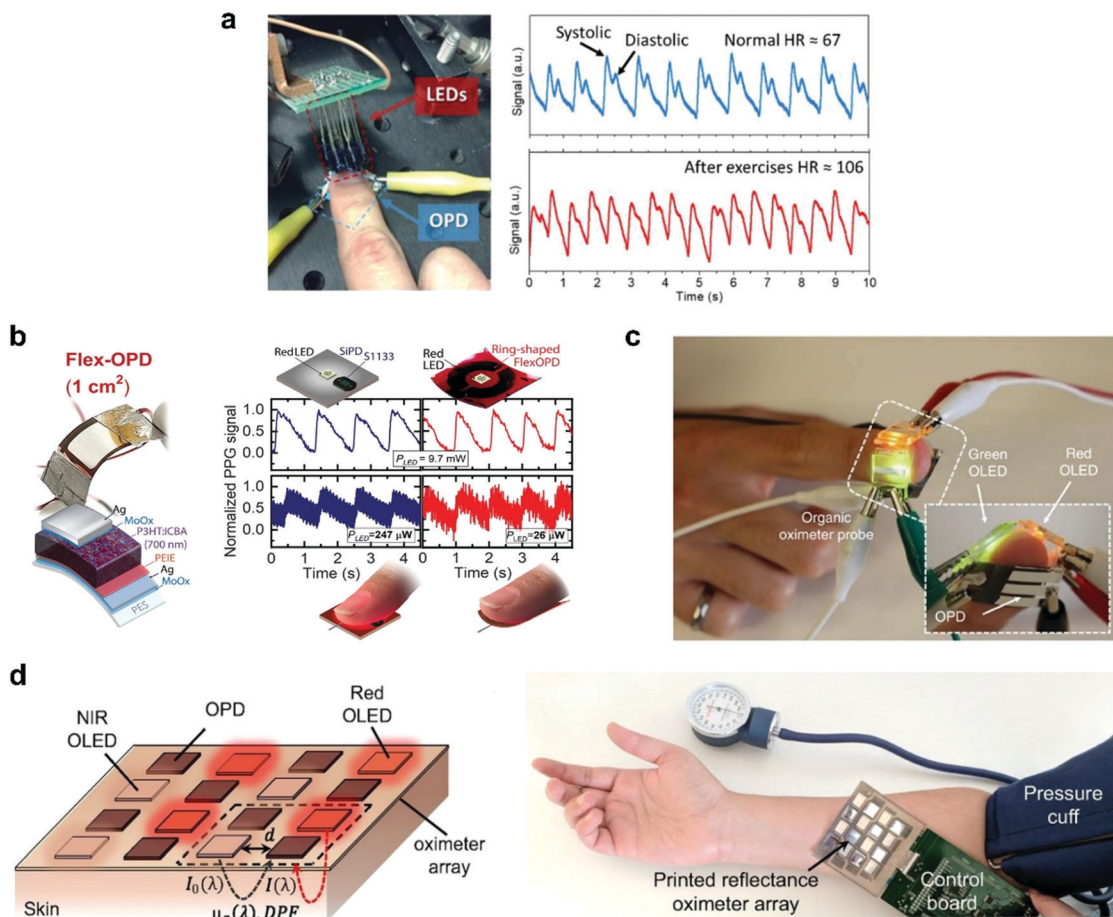 a
LEDs
OPD
Systolic
Diastolic
Normal HR ≈ 67
Signal (a.u.)
After exercises HR ≈ 106
Signal (a.u.)
0 1 2 3 4 5 6 7 8 9 10
Time (s)
b
Flex-OPD
(1 cm²)
Ag
MoOx
P3HT:ICBA
(700 nm)
PEIE
Ag
MoOx
PES
Red LED
SiPD
S1133
Red
LED
Ring-shaped
FlexOPD
Normalized PPG signal
1.0
0.5
0.0
P_LED = 9.7 mW
1.0
0.5
0.0
P_LED=247 µW
P_LED=26 µW
0 1 2 3 4
0 1 2 3 4
Time (s)
Time (s)
c
Green
OLED
Red
OLED
Organic
oximeter probe
OPD
d
NIR
OLED
OPD
Red
OLED
d
oximeter
array
I₀(λ)
I(λ)
DPF
Skin
Pressure
cuff
Printed reflectance
oximeter array
Control
board